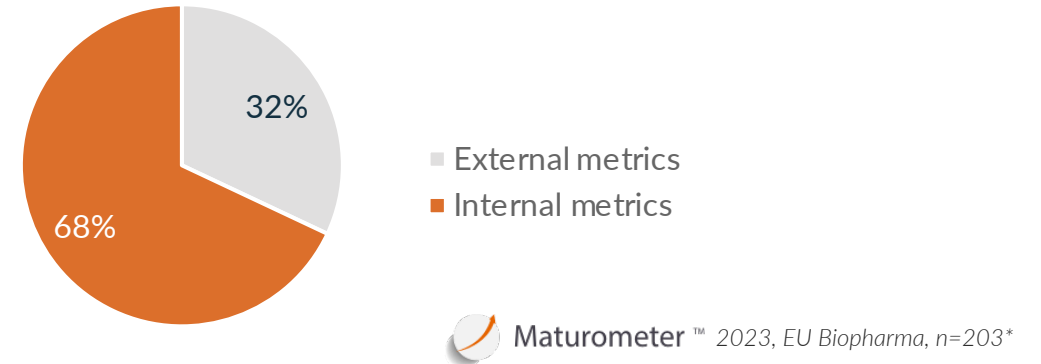 32%
68%
External metrics
Internal metrics
Maturometer ™ 2023, EU Biopharma, n=203*